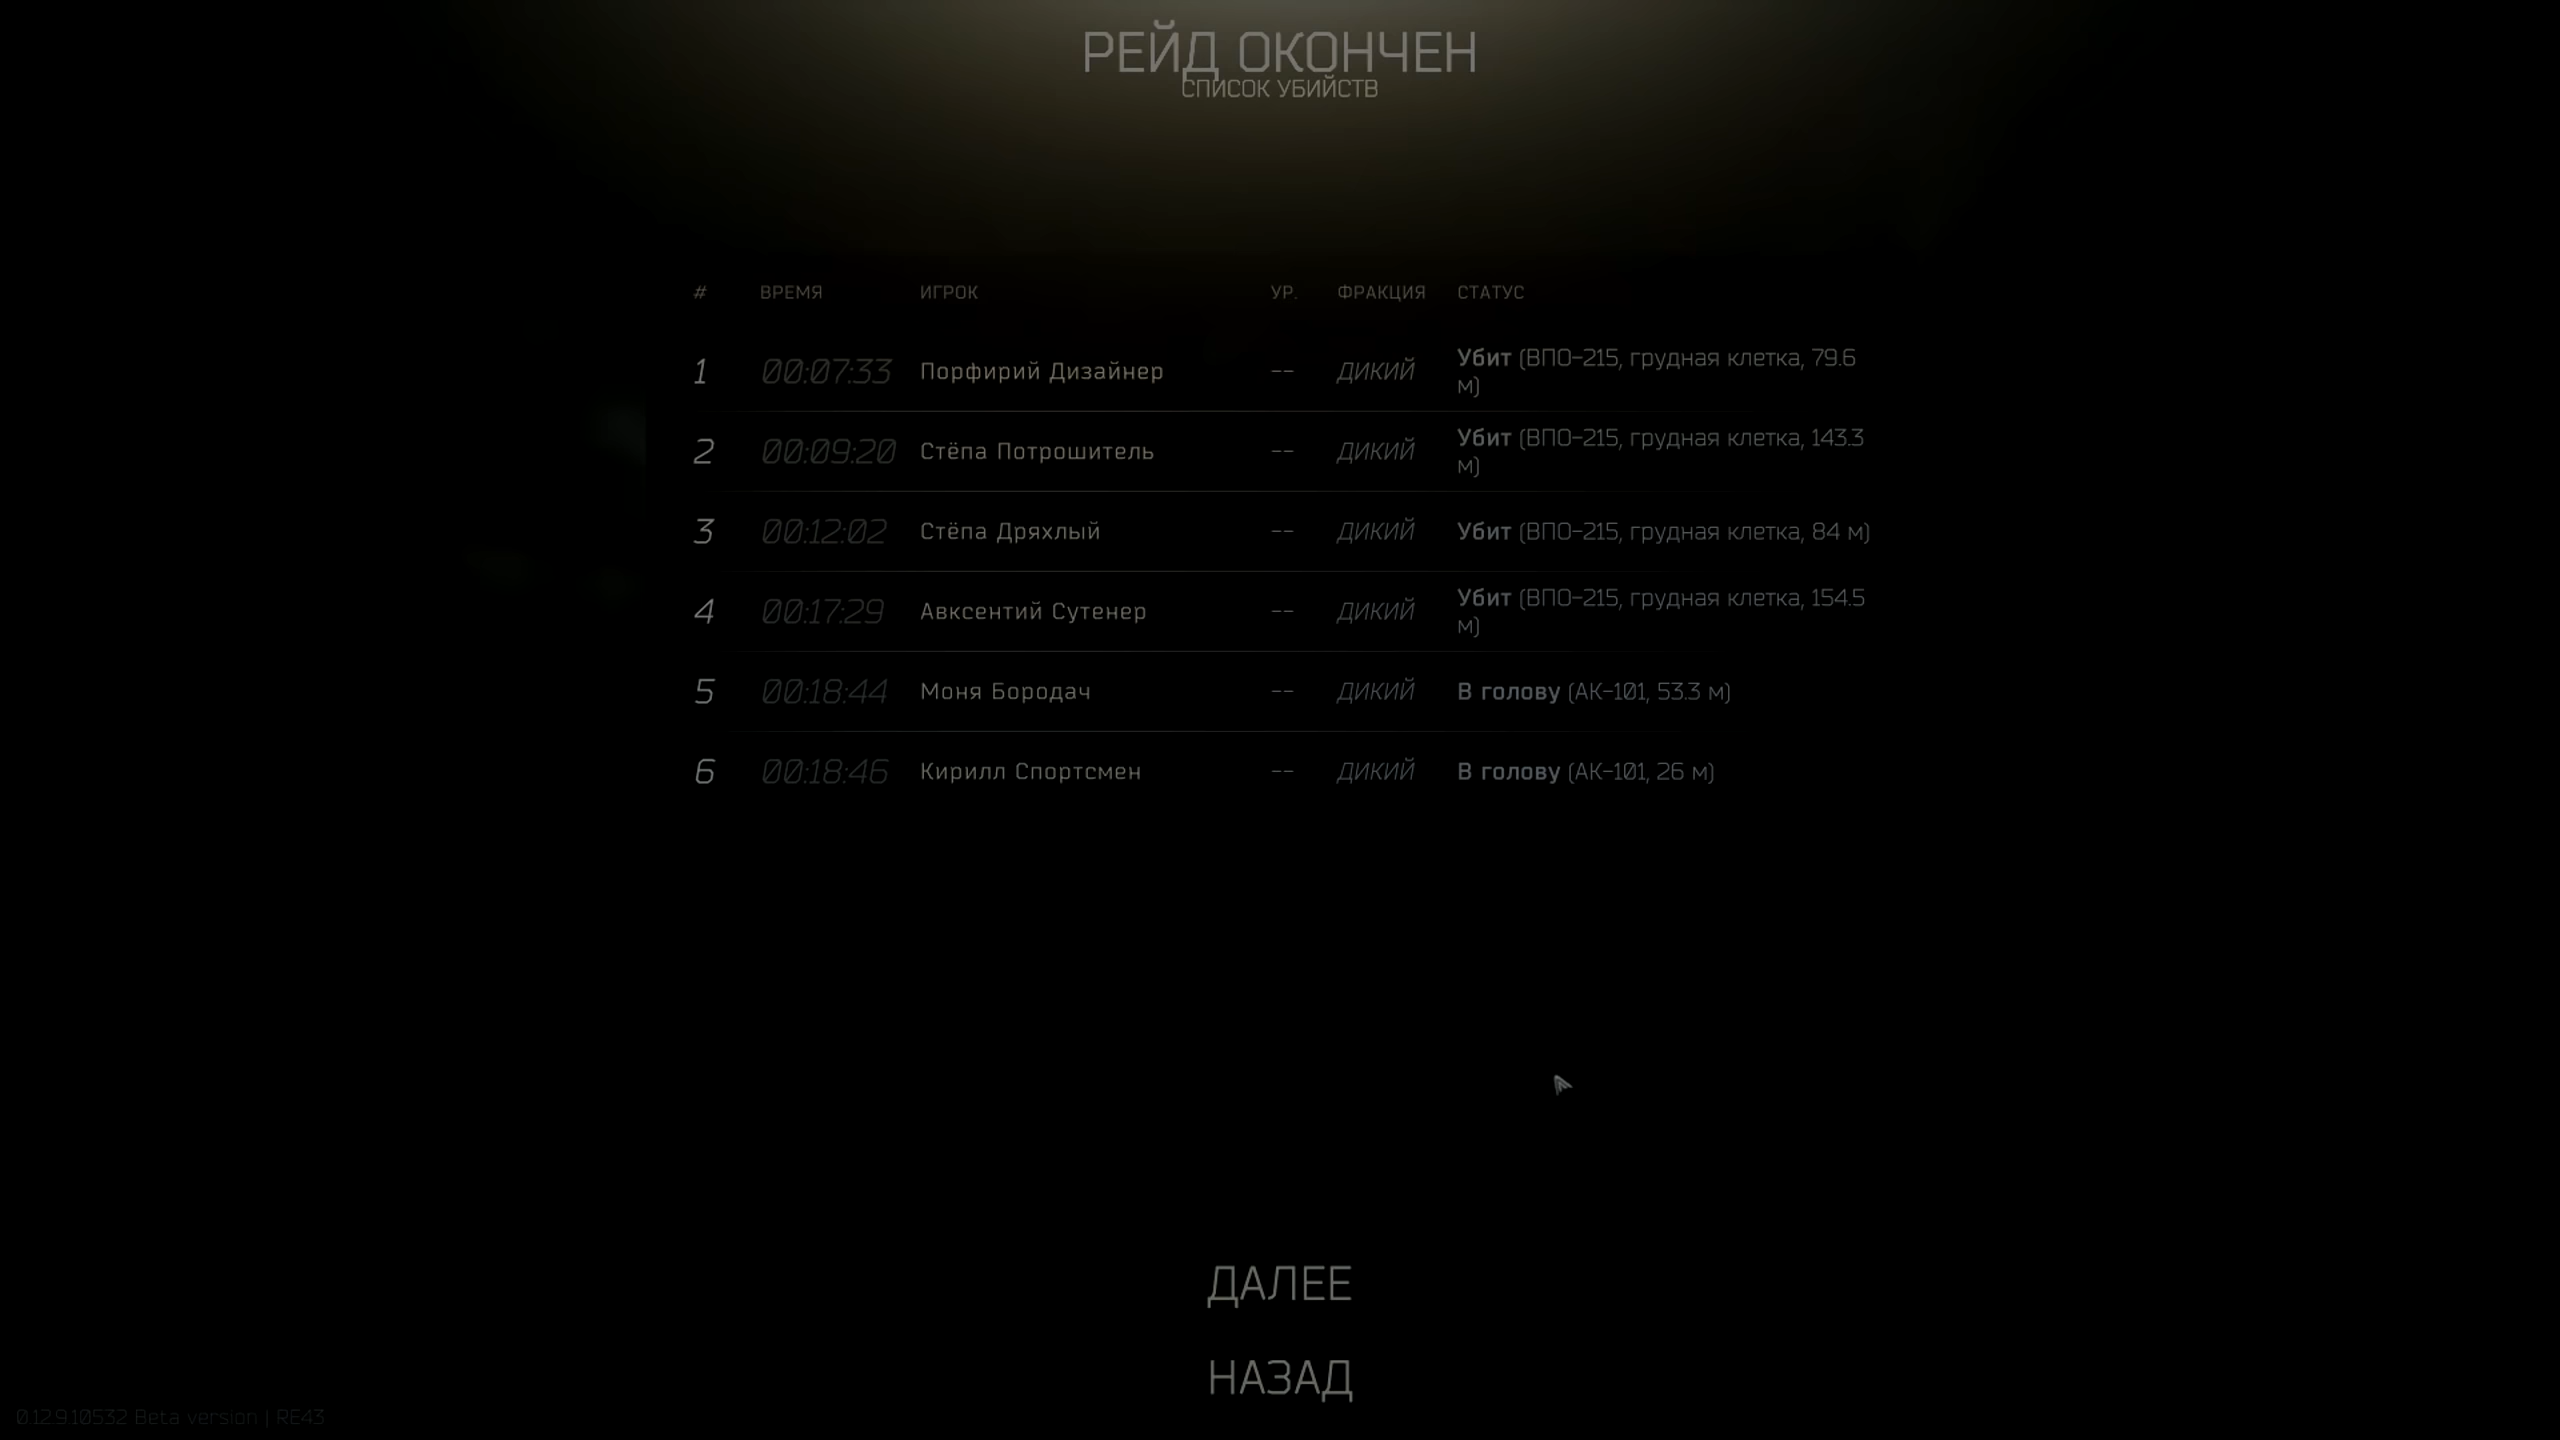 РЕЙД ОКОНЧЕН
СПИСОК УБИЙСТВ
# ВРЕМЯ ИГРОК УР. ФРАКЦИЯ СТАТУС
1 00:07:33 Порфирий Дизайнер -- ДИКИЙ Убит (ВПО-215, грудная клетка, 79.6
м)
2 00:09:20 Стёпа Потрошитель -- ДИКИЙ Убит (ВПО-215, грудная клетка, 143.3
м)
3 00:12:02 Стёпа Дряхлый -- ДИКИЙ Убит (ВПО-215, грудная клетка, 84 м)
4 00:17:29 Авксентий Сутенер -- ДИКИЙ Убит (ВПО-215, грудная клетка, 154.5
м)
5 00:18:44 Моня Бородач -- ДИКИЙ В голову (АК-101, 53.3 м)
6 00:18:46 Кирилл Спортсмен -- ДИКИЙ В голову (АК-101, 26 м)
ДАЛЕЕ
НАЗАД
0.12.9.10532 Beta version | RE43